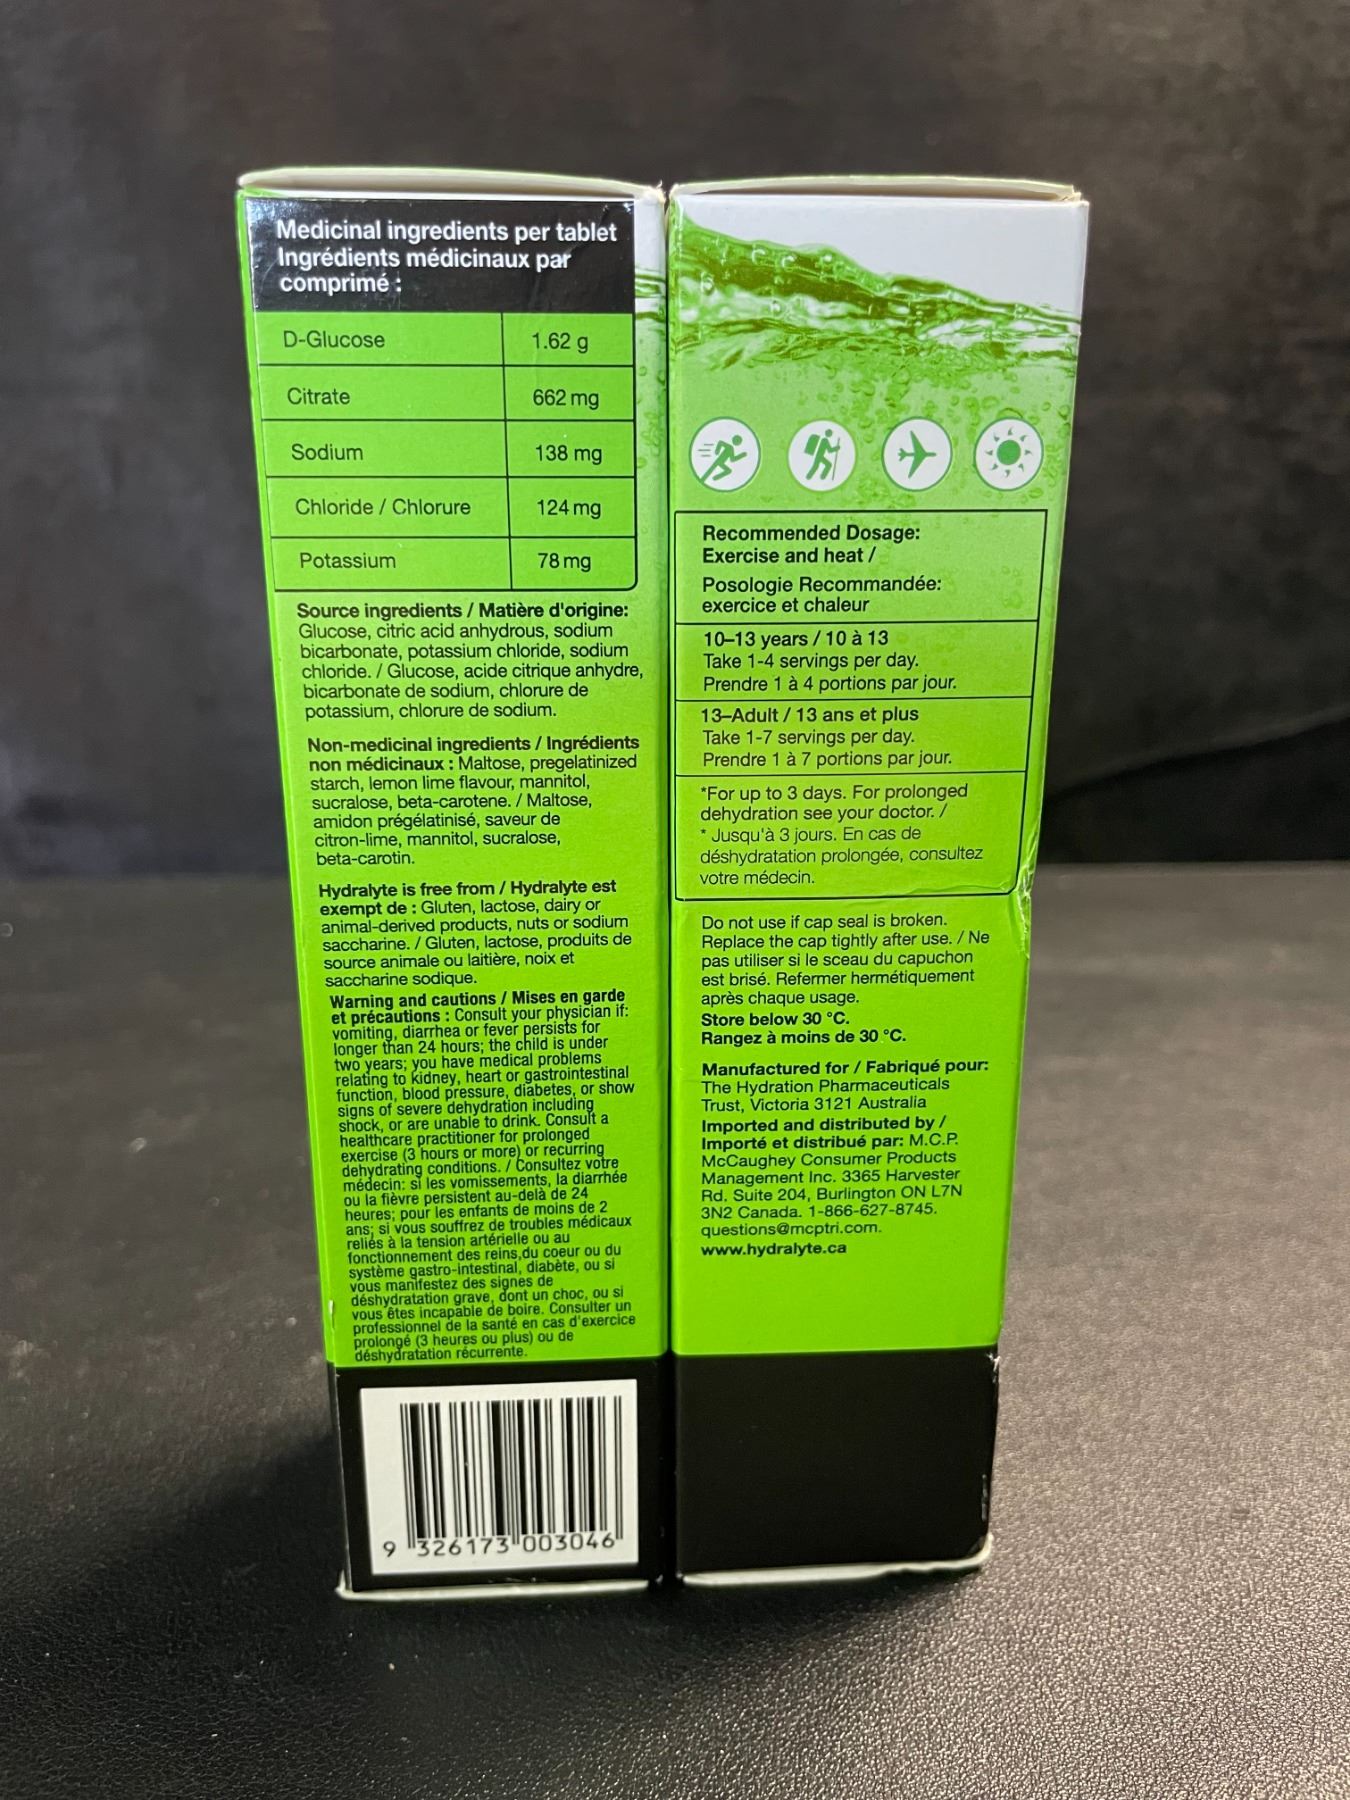 Medicinal ingredients per tablet
Ingrédients médicinaux par
comprimé :
D-Glucose 1.62 g
Citrate 662 mg
Sodium 138 mg
Chloride / Chlorure 124 mg
Potassium 78 mg
Source ingredients / Matière d'origine:
Glucose, citric acid anhydrous, sodium
bicarbonate, potassium chloride, sodium
chloride. / Glucose, acide citrique anhydre,
bicarbonate de sodium, chlorure de
potassium, chlorure de sodium.
Non-medicinal ingredients / Ingrédients
non médicinaux : Maltose, pregelatinized
starch, lemon lime flavour, mannitol,
sucralose, beta-carotene. / Maltose,
amidon prégélatinisé, saveur de
citron-lime, mannitol, sucralose,
beta-carotin.
Hydralyte is free from / Hydralyte est
exempt de : Gluten, lactose, dairy or
animal-derived products, nuts or sodium
saccharine. / Gluten, lactose, produits de
source animale ou laitière, noix et
saccharine sodique.
Warning and cautions / Mises en garde
et précautions : Consult your physician if:
vomiting, diarrhea or fever persists for
longer than 24 hours; the child is under
two years; you have medical problems
relating to kidney, heart or gastrointestinal
function, blood pressure, diabetes, or show
signs of severe dehydration including
shock, or are unable to drink. Consult a
healthcare practitioner for prolonged
exercise (3 hours or more) or recurring
dehydrating conditions. / Consultez votre
médecin: si les vomissements, la diarrhée
ou la fièvre persistent au-delà de 24
heures; pour les enfants de moins de 2
ans; si vous souffrez de troubles médicaux
reliés à la tension artérielle ou au
fonctionnement des reins,du coeur ou du
système gastro-intestinal, diabète, ou si
vous manifestez des signes de
déshydratation grave, dont un choc, ou si
vous êtes incapable de boire. Consulter un
professionnel de la santé en cas d'exercice
prolongé (3 heures ou plus) ou de
déshydratation récurrente.
9 326173 003046
Recommended Dosage:
Exercise and heat /
Posologie Recommandée:
exercice et chaleur
10–13 years / 10 à 13
Take 1-4 servings per day.
Prendre 1 à 4 portions par jour.
13–Adult / 13 ans et plus
Take 1-7 servings per day.
Prendre 1 à 7 portions par jour.
*For up to 3 days. For prolonged
dehydration see your doctor. /
* Jusqu'à 3 jours. En cas de
déshydratation prolongée, consultez
votre médecin.
Do not use if cap seal is broken.
Replace the cap tightly after use. / Ne
pas utiliser si le sceau du capuchon
est brisé. Refermer hermétiquement
après chaque usage.
Store below 30 °C.
Rangez à moins de 30 °C.
Manufactured for / Fabriqué pour:
The Hydration Pharmaceuticals
Trust, Victoria 3121 Australia
Imported and distributed by /
Importé et distribué par: M.C.P.
McCaughey Consumer Products
Management Inc. 3365 Harvester
Rd. Suite 204, Burlington ON L7N
3N2 Canada. 1-866-627-8745.
questions@mcptri.com.
www.hydralyte.ca